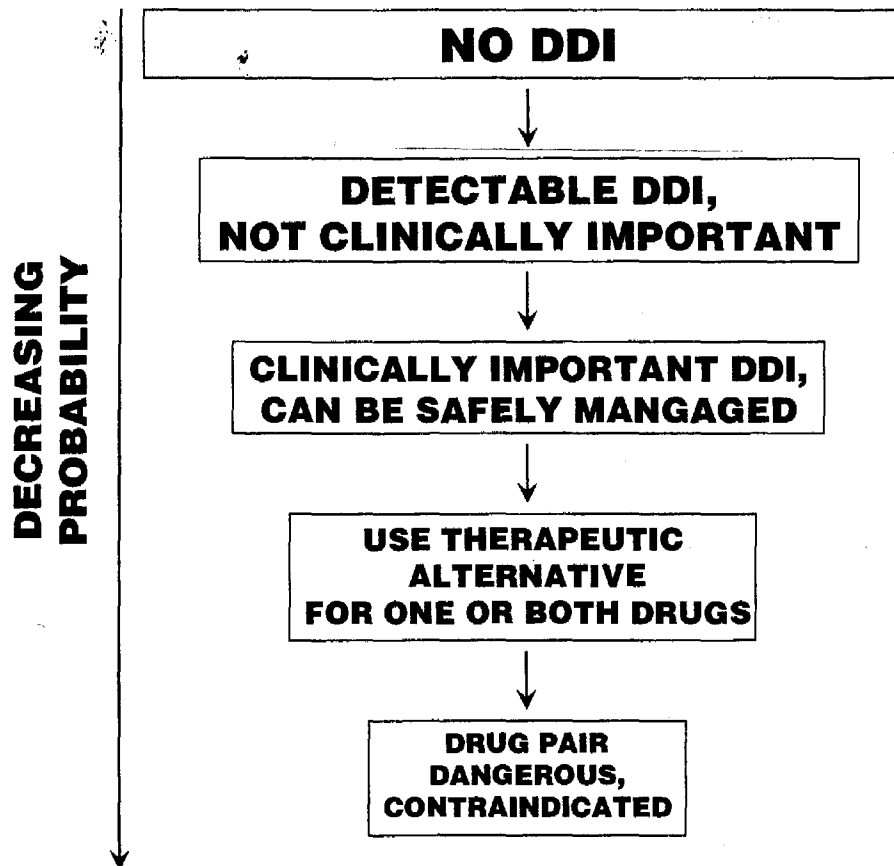 NO DDI
DETECTABLE DDI,
NOT CLINICALLY IMPORTANT
CLINICALLY IMPORTANT DDI,
CAN BE SAFELY MANGAGED
USE THERAPEUTIC
ALTERNATIVE
FOR ONE OR BOTH DRUGS
DRUG PAIR
DANGEROUS,
CONTRAINDICATED
DECREASING
PROBABILITY